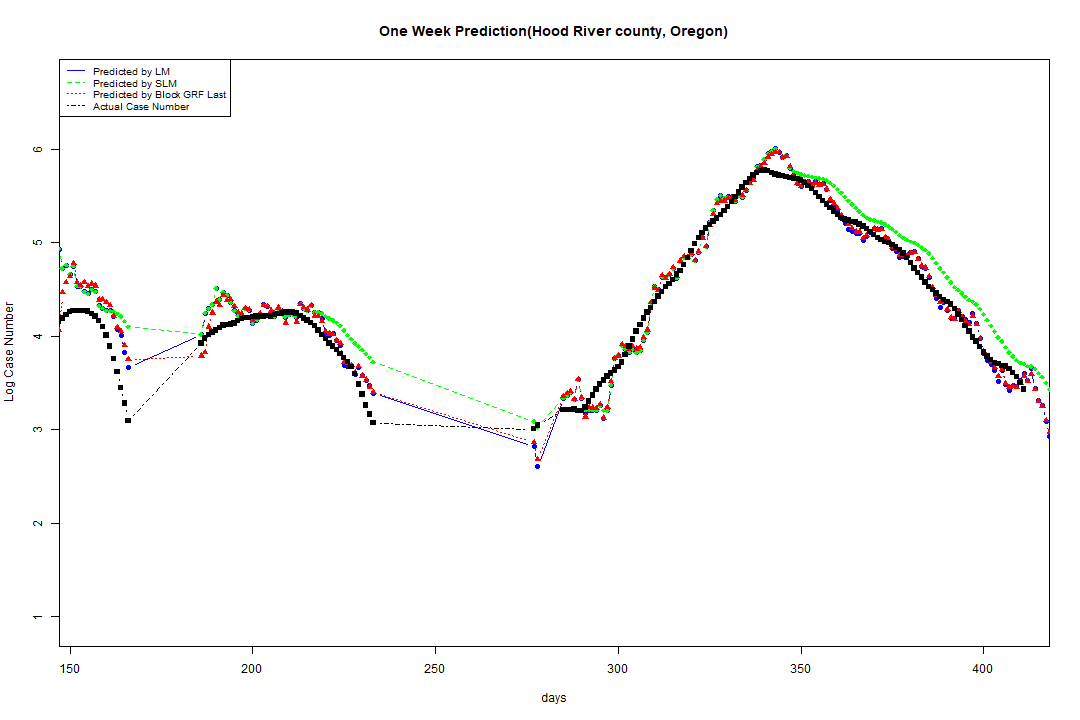 One Week Prediction(Hood River county, Oregon)
Predicted by LM
Predicted by SLM
Predicted by Block GRF Last
Actual Case Number
Log Case Number
6
5
4
3
2
1
150 200 250 300 350 400
days